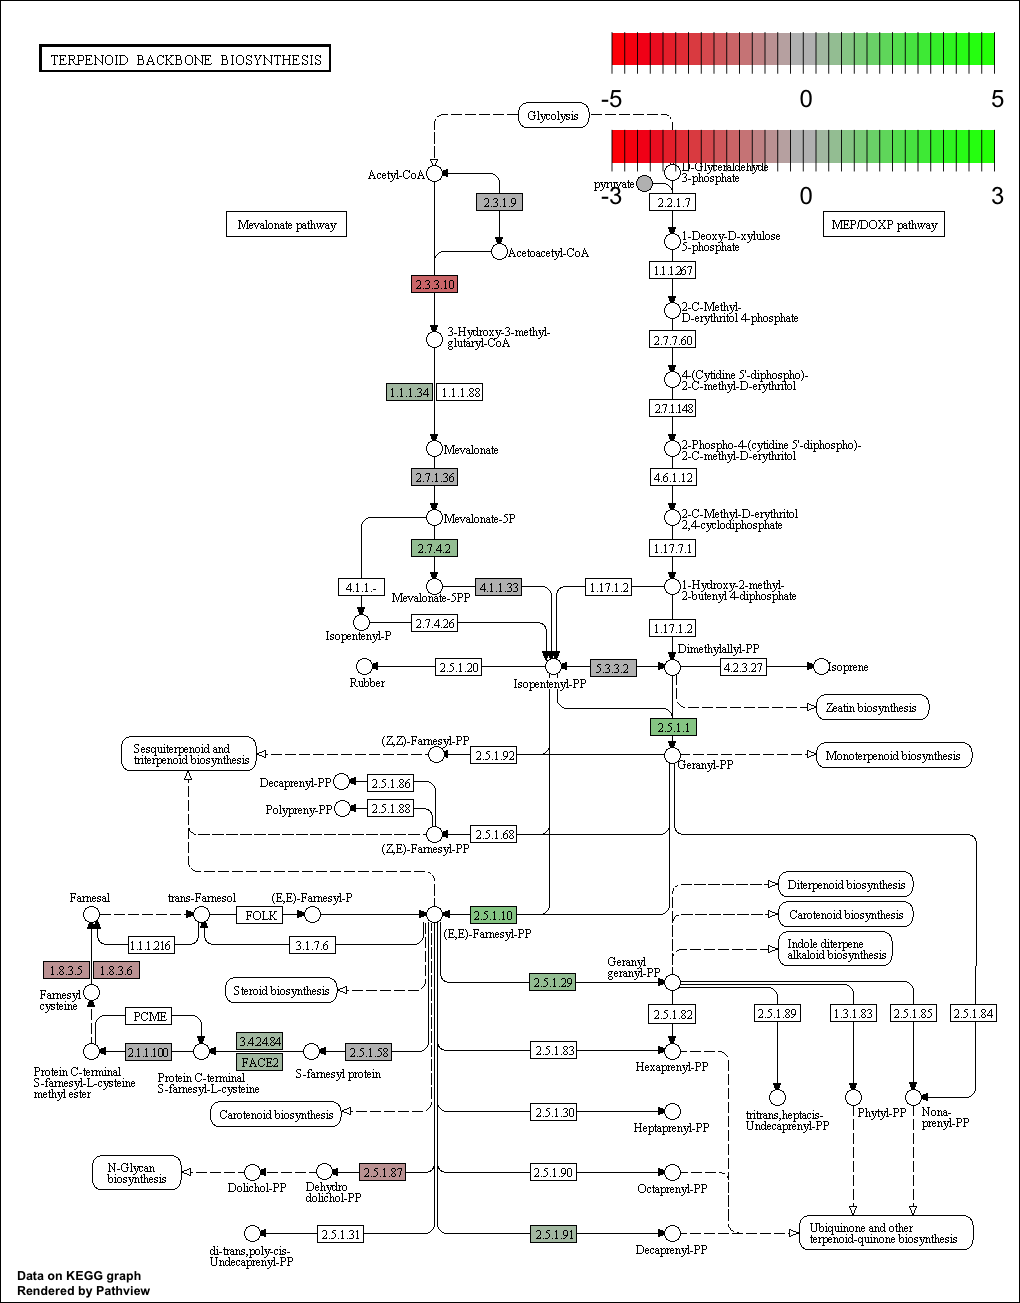 TERPENOID BACKBONE BIOSYNTHESIS
-5
0
5
-3
0
3
Glycolysis
Acetyl-CoA
2.3.1.9
Mevalonate pathway
Acetoacetyl-CoA
2.3.3.10
3-Hydroxy-3-methyl-
glutaryl-CoA
1.1.1.34
1.1.1.88
Mevalonate
2.7.1.36
Mevalonate-5P
2.7.4.2
4.1.1.-
Mevalonate-5PP
4.1.1.33
Isopentenyl-P
2.7.4.26
D-Glyceraldehyde
3-phosphate
pyruvate
2.2.1.7
MEP/DOXP pathway
1-Deoxy-D-xylulose
5-phosphate
1.1.1.267
2-C-Methyl-
D-erythritol 4-phosphate
2.7.7.60
4-(Cytidine 5'-diphospho)-
2-C-methyl-D-erythritol
2.7.1.148
2-Phospho-4-(cytidine 5'-diphospho)-
2-C-methyl-D-erythritol
4.6.1.12
2-C-Methyl-D-erythritol
2,4-cyclodiphosphate
1.17.7.1
1-Hydroxy-2-methyl-
2-butenyl 4-diphosphate
1.17.1.2
1.17.1.2
Dimethylallyl-PP
Rubber
2.5.1.20
Isopentenyl-PP
5.3.3.2
4.2.3.27
Isoprene
Zeatin biosynthesis
2.5.1.1
Sesquiterpenoid and
triterpenoid biosynthesis
(Z,Z)-Farnesyl-PP
2.5.1.92
Geranyl-PP
Monoterpenoid biosynthesis
Decaprenyl-PP
2.5.1.86
Polypreny-PP
2.5.1.88
(Z,E)-Farnesyl-PP
2.5.1.68
Farnesal
trans-Farnesol
(E,E)-Farnesyl-P
FOLK
2.5.1.10
(E,E)-Farnesyl-PP
1.1.1.216
3.1.7.6
Diterpenoid biosynthesis
Carotenoid biosynthesis
Indole diterpene
alkaloid biosynthesis
1.8.3.5
1.8.3.6
Farnesyl
cysteine
Steroid biosynthesis
2.5.1.29
Geranyl
geranyl-PP
PCME
2.5.1.82
2.5.1.89
1.3.1.83
2.5.1.85
2.5.1.84
3.4.24.84
FACE2
2.1.1.100
2.5.1.58
2.5.1.83
Protein C-terminal
S-farnesyl-L-cysteine
methyl ester
Protein C-terminal
S-farnesyl-L-cysteine
S-farnesyl protein
Hexaprenyl-PP
Carotenoid biosynthesis
2.5.1.30
Heptaprenyl-PP
tritrans,heptacis-
Undecaprenyl-PP
Phytyl-PP
Nona-
prenyl-PP
N-Glycan
biosynthesis
Dolichol-PP
Dehydro
dolichol-PP
2.5.1.87
2.5.1.90
Octaprenyl-PP
2.5.1.31
di-trans,poly-cis-
Undecaprenyl-PP
2.5.1.91
Decaprenyl-PP
Ubiquinone and other
terpenoid-quinone biosynthesis
Data on KEGG graph
Rendered by Pathview